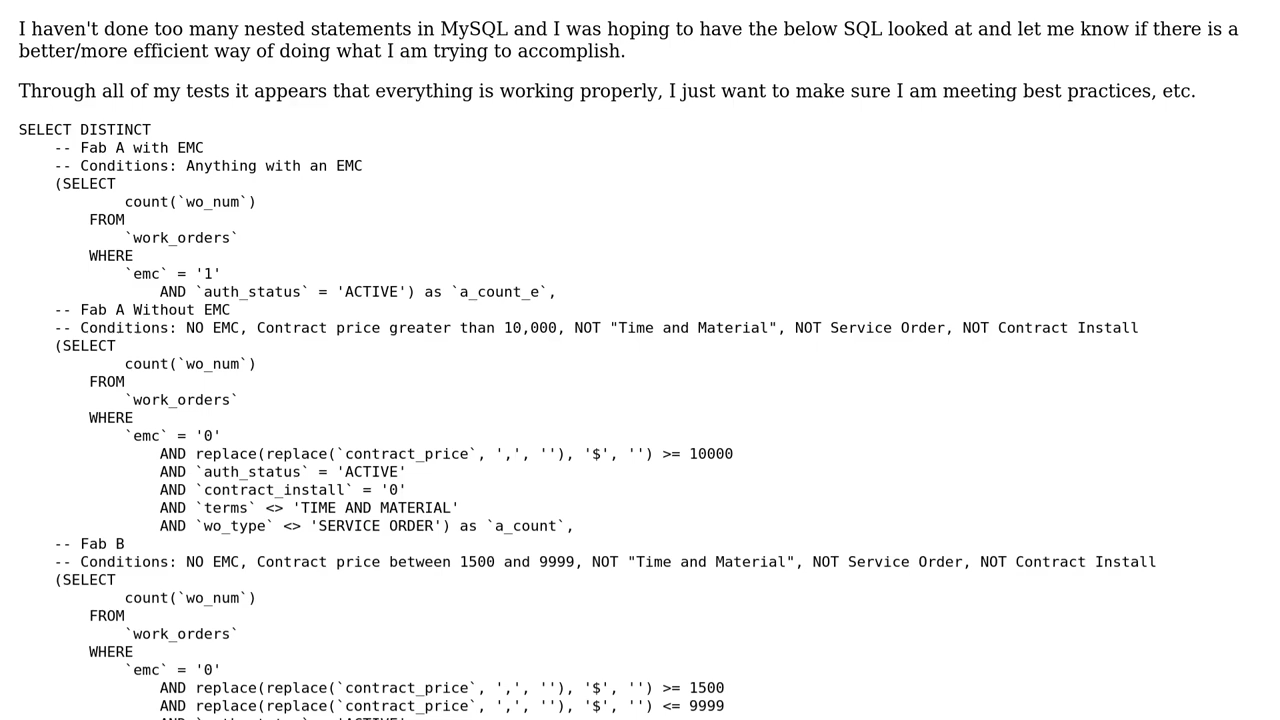 I haven't done too many nested statements in MySQL and I was hoping to have the below SQL looked at and let me know if there is a
better/more efficient way of doing what I am trying to accomplish.
Through all of my tests it appears that everything is working properly, I just want to make sure I am meeting best practices, etc.
SELECT DISTINCT
    -- Fab A with EMC
    -- Conditions: Anything with an EMC
    (SELECT
            count(`wo_num`)
        FROM
            `work_orders`
        WHERE
            `emc` = '1'
                AND `auth_status` = 'ACTIVE') as `a_count_e`,
    -- Fab A Without EMC
    -- Conditions: NO EMC, Contract price greater than 10,000, NOT "Time and Material", NOT Service Order, NOT Contract Install
    (SELECT
            count(`wo_num`)
        FROM
            `work_orders`
        WHERE
            `emc` = '0'
                AND replace(replace(`contract_price`, ',', ''), '$', '') >= 10000
                AND `auth_status` = 'ACTIVE'
                AND `contract_install` = '0'
                AND `terms` <> 'TIME AND MATERIAL'
                AND `wo_type` <> 'SERVICE ORDER') as `a_count`,
    -- Fab B
    -- Conditions: NO EMC, Contract price between 1500 and 9999, NOT "Time and Material", NOT Service Order, NOT Contract Install
    (SELECT
            count(`wo_num`)
        FROM
            `work_orders`
        WHERE
            `emc` = '0'
                AND replace(replace(`contract_price`, ',', ''), '$', '') >= 1500
                AND replace(replace(`contract_price`, ',', ''), '$', '') <= 9999